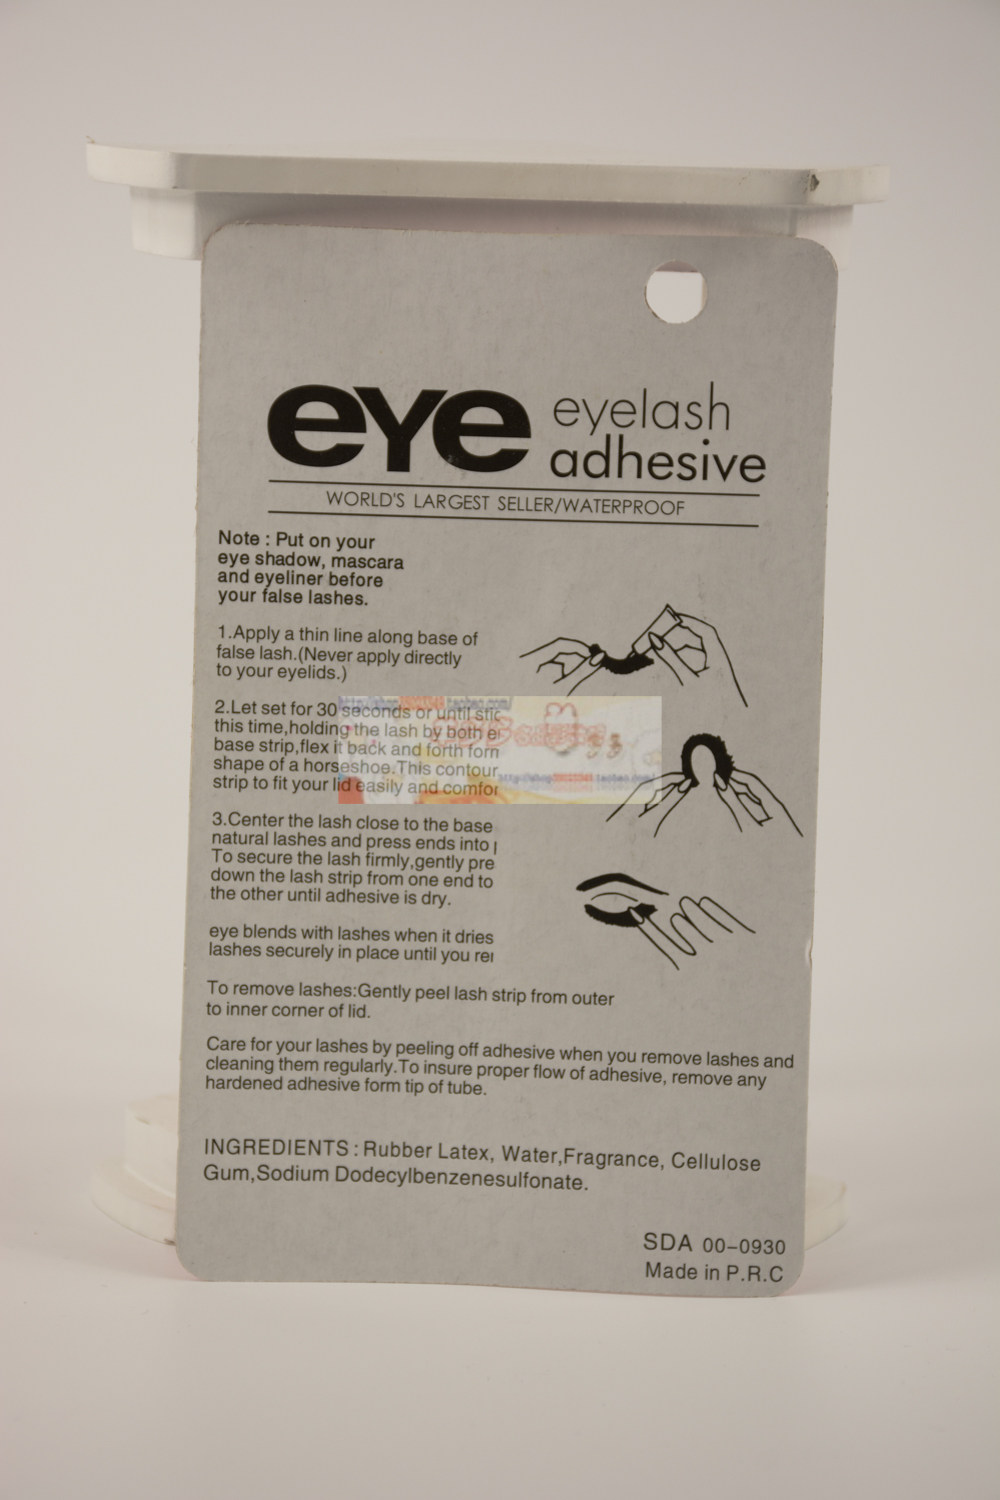 eye eyelash
adhesive
WORLD'S LARGEST SELLER/WATERPROOF
Note : Put on your
eye shadow, mascara
and eyeliner before
your false lashes.
1.Apply a thin line along base of
false lash.(Never apply directly
to your eyelids.)
2.Let set for 30 seconds or until
this time,holding the lash by both
base strip,flex it back and forth
shape of a horseshoe.This contour
strip to fit your lid easily and
3.Center the lash close to the base
natural lashes and press ends into
To secure the lash firmly,gently
down the lash strip from one end to
the other until adhesive is dry.
eye blends with lashes when it dries
lashes securely in place until you
To remove lashes:Gently peel lash strip from outer
to inner corner of lid.
Care for your lashes by peeling off adhesive when you remove lashes and
cleaning them regularly.To insure proper flow of adhesive, remove any
hardened adhesive form tip of tube.
INGREDIENTS : Rubber Latex, Water,Fragrance, Cellulose
Gum,Sodium Dodecylbenzenesulfonate.
SDA 00-0930
Made in P.R.C